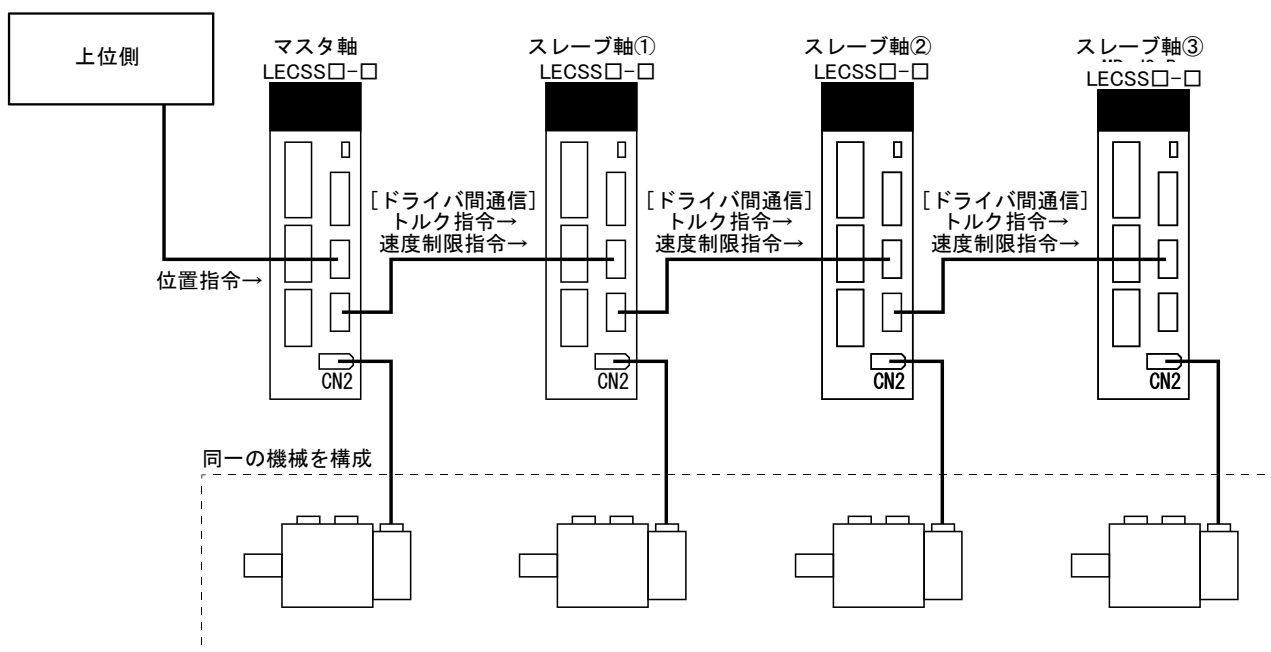 上位側
マスタ軸
LECSS□-□
スレーブ軸①
LECSS□-□
スレーブ軸②
LECSS□-□
スレーブ軸③
LECSS□-□
[ドライバ間通信]
トルク指令→
速度制限指令→
[ドライバ間通信]
トルク指令→
速度制限指令→
[ドライバ間通信]
トルク指令→
速度制限指令→
位置指令→
CN2
CN2
CN2
CN2
同一の機械を構成